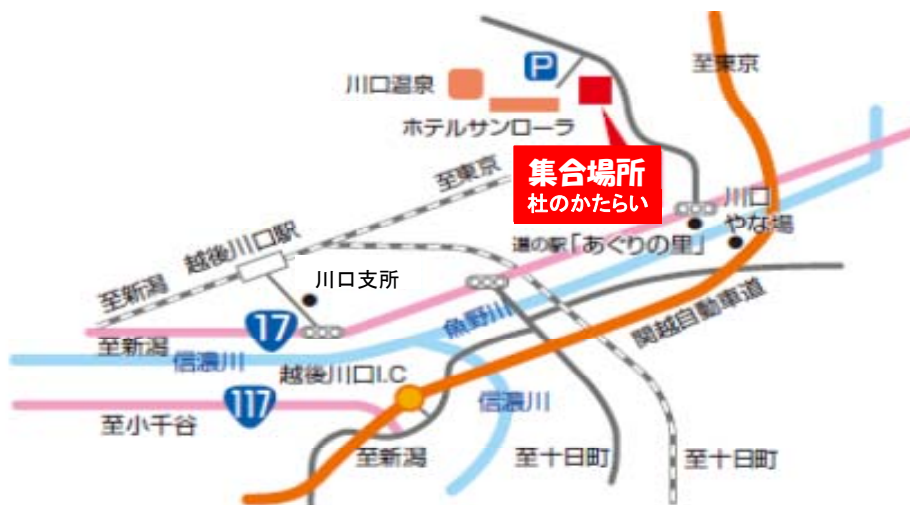 P
至東京
川口温泉
ホテルサンローラ
集合場所
杜のかたらい
至東京
川口
やな場
道の駅「あぐりの里」
越後川口駅
至新潟
川口支所
17
至新潟
魚野川
関越自動車道
信濃川
越後川口I.C
117
信濃川
至小千谷
至新潟
至十日町
至十日町